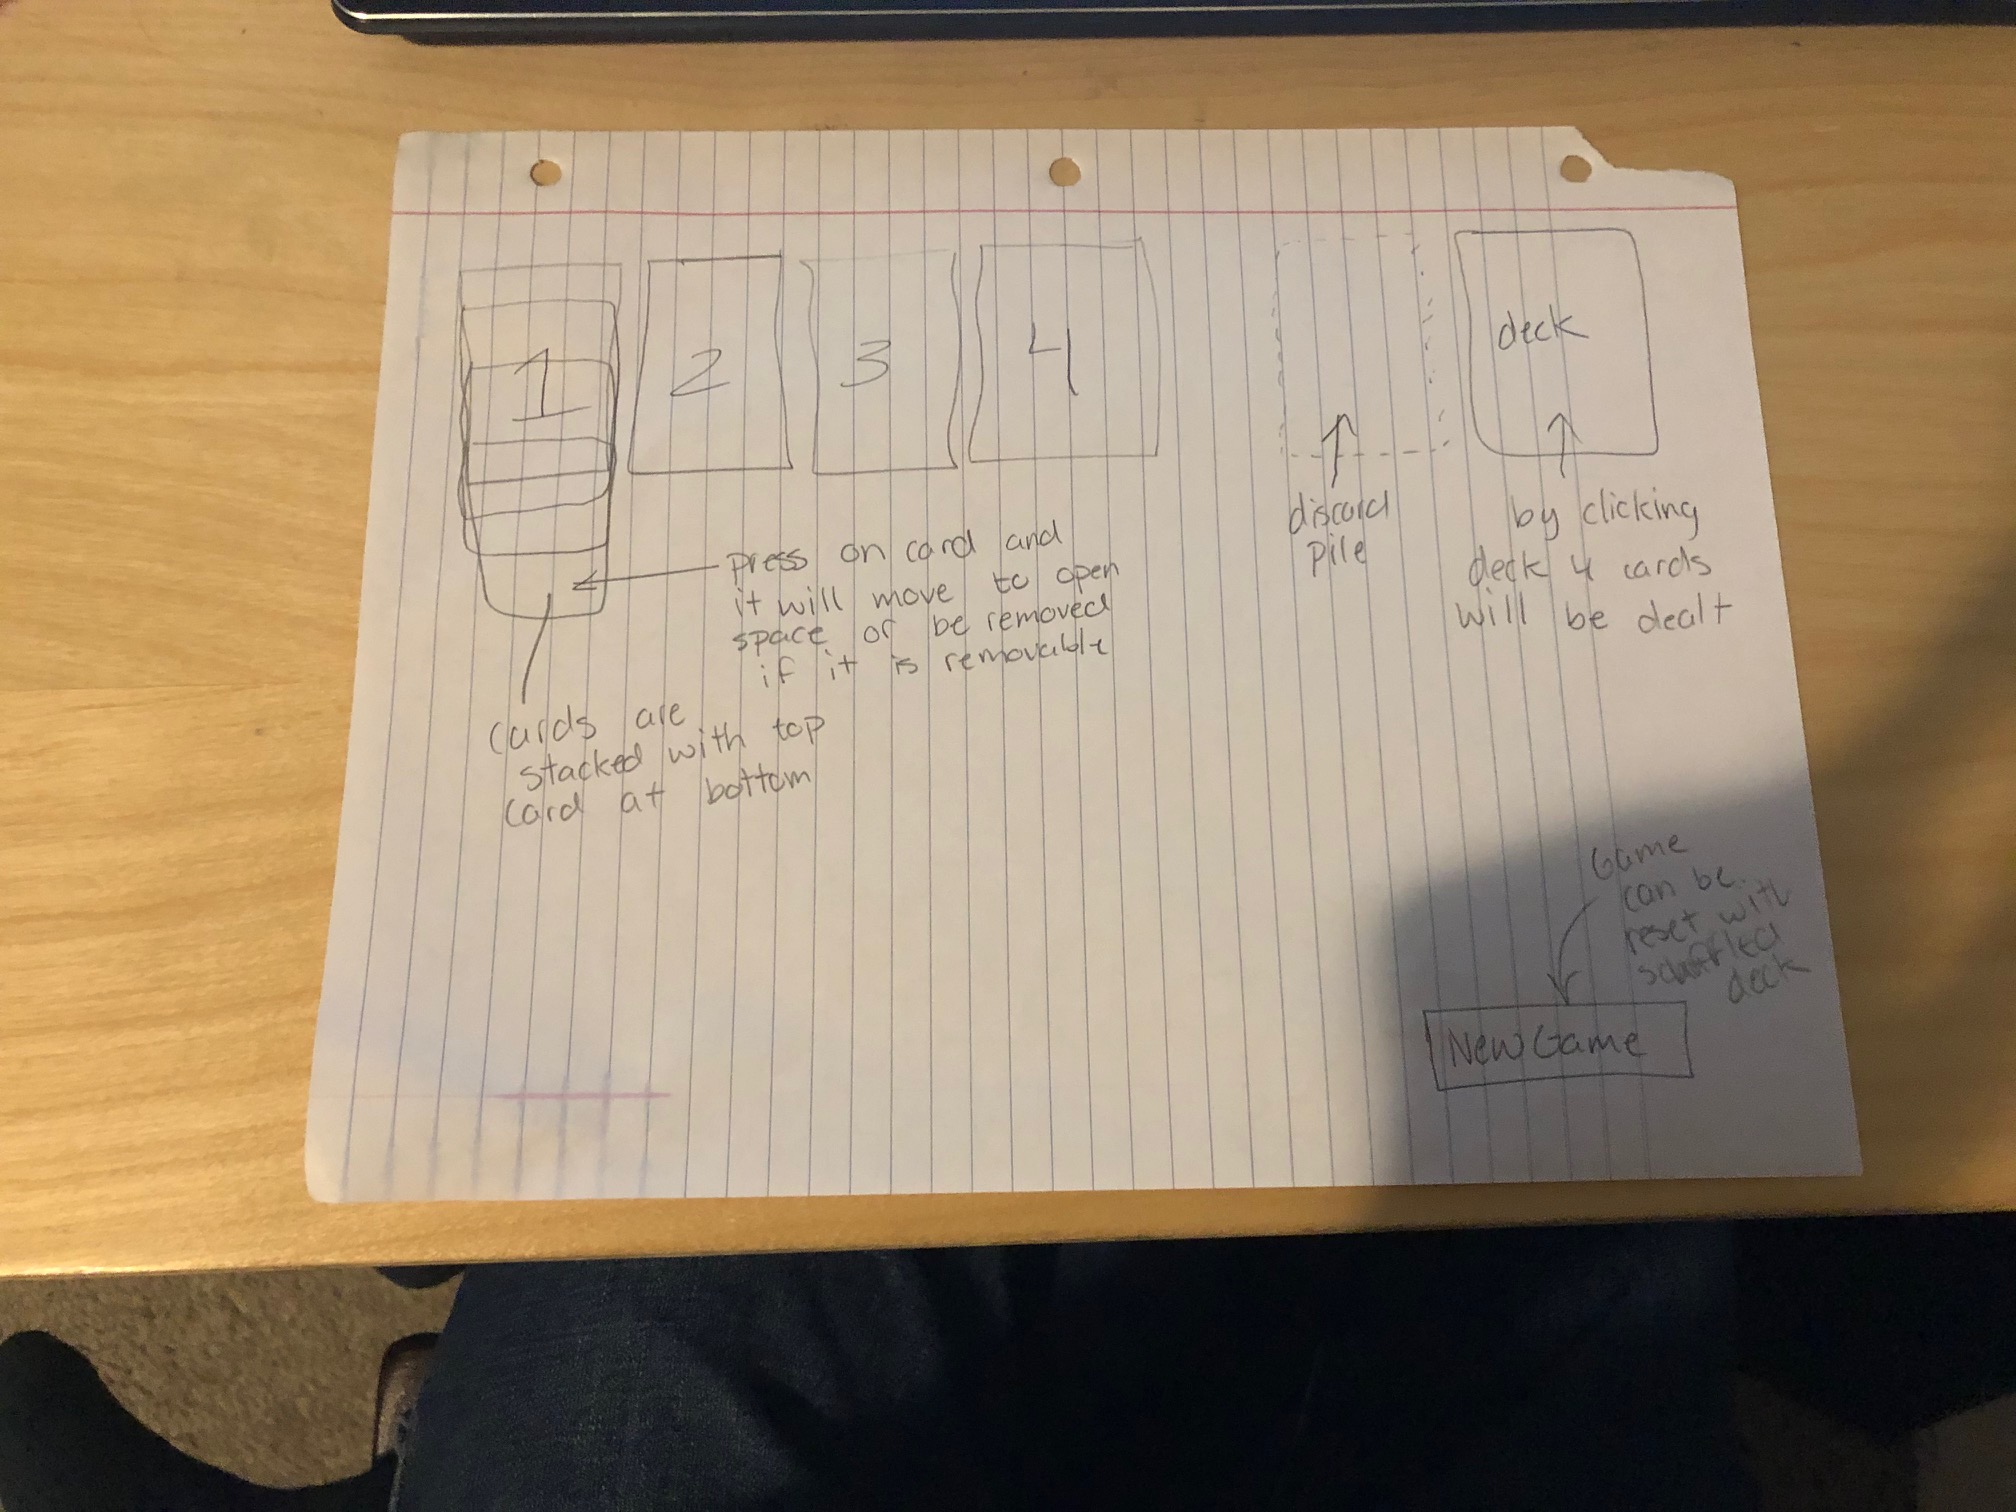 1
2
3
4
deck
press on card and
it will move to open
space or be removed
if it is removable
cards are
stacked with top
card at bottom
discard
pile
by clicking
deck 4 cards
will be dealt
Game
can be
reset with
deck
New Game